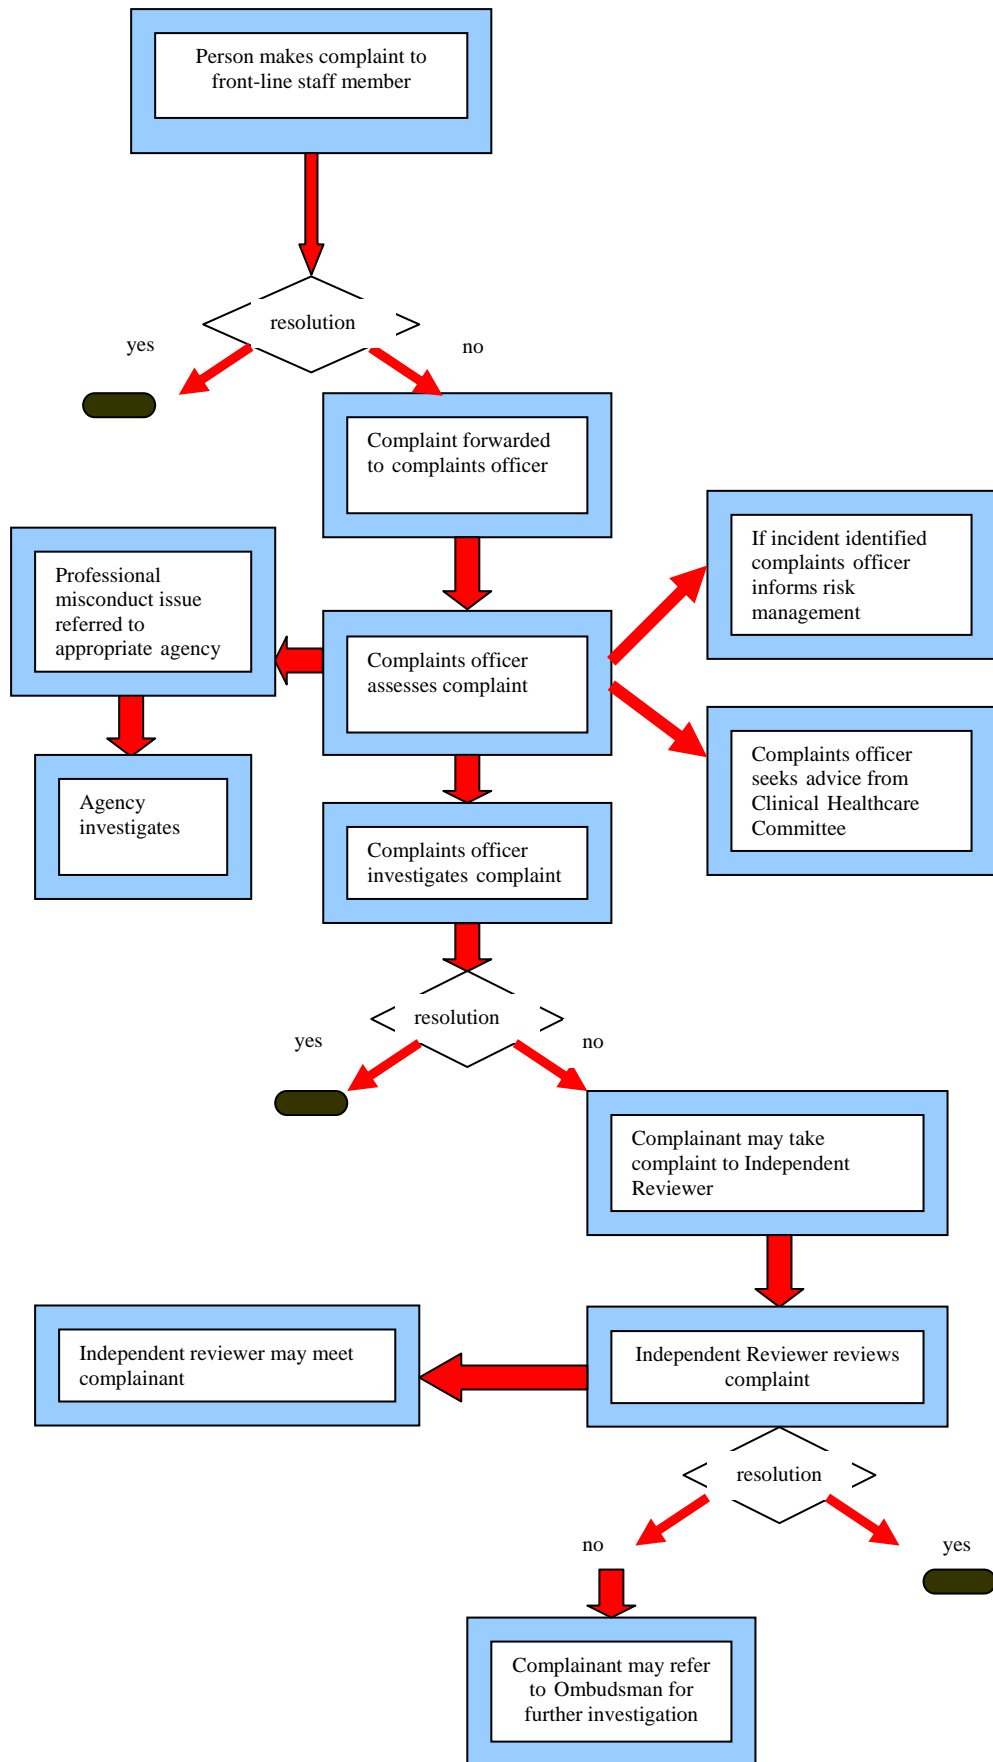 Person makes complaint to
front-line staff member
resolution
yes
no
Complaint forwarded
to complaints officer
If incident identified
complaints officer
informs risk
management
Professional
misconduct issue
referred to
appropriate agency
Complaints officer
assesses complaint
Complaints officer
seeks advice from
Clinical Healthcare
Committee
Agency
investigates
Complaints officer
investigates complaint
resolution
yes
no
Complainant may take
complaint to Independent
Reviewer
Independent reviewer may meet
complainant
Independent Reviewer reviews
complaint
resolution
no
yes
Complainant may refer
to Ombudsman for
further investigation